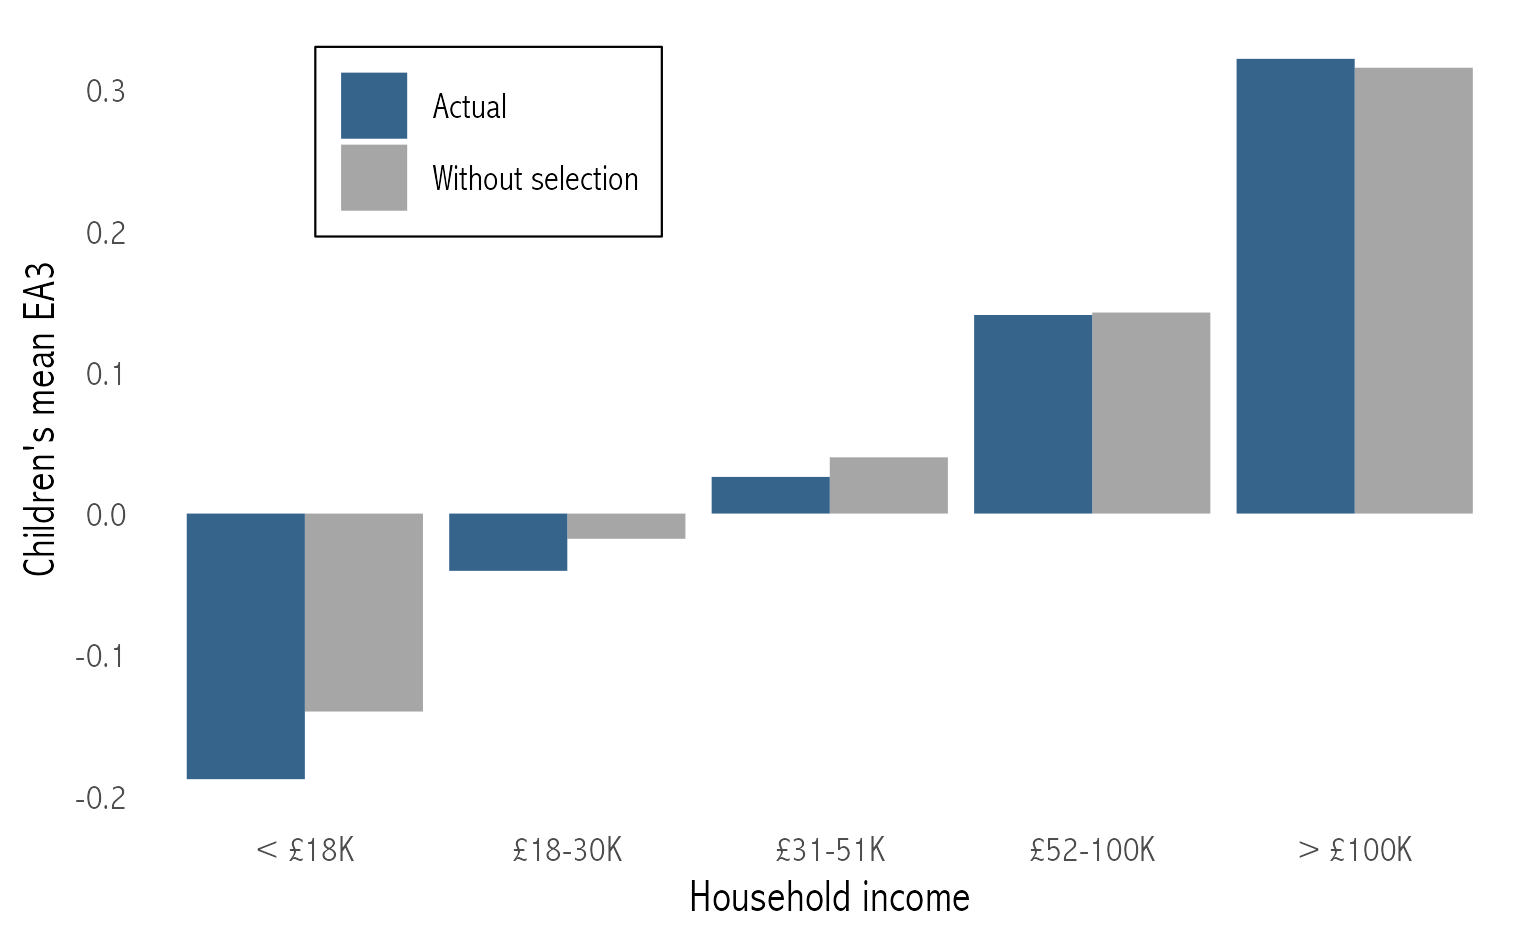 Actual
Without selection
Children's mean EA3
0.3
0.2
0.1
0.0
-0.1
-0.2
< £18K
£18-30K
£31-51K
£52-100K
> £100K
Household income